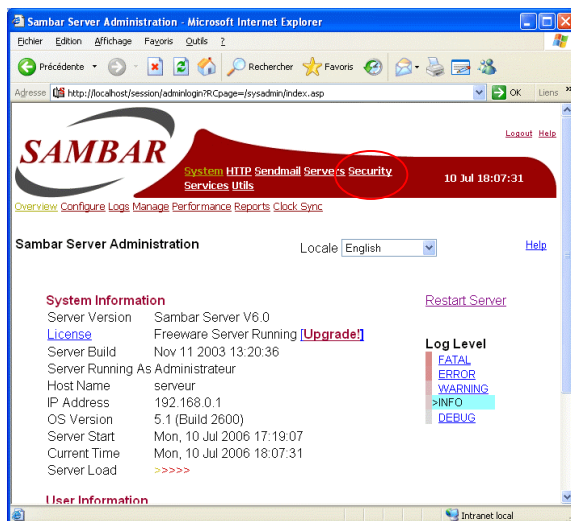 Sambar Server Administration - Microsoft Internet Explorer
Fichier Edition Affichage Favoris Outils ?
Précédente Rechercher Favoris
Adresse http://localhost/session/adminlogin?RCpage=/sysadmin/index.asp OK Liens »
Logout Help
SAMBAR
System HTTP Sendmail Servers Security
Services Utils
10 Jul 18:07:31
Overview Configure Logs Manage Performance Reports Clock Sync
Sambar Server Administration Locale English Help
System Information
Restart Server
Server Version Sambar Server V6.0
License Freeware Server Running [Upgrade!]
Server Build Nov 11 2003 13:20:36
Server Running As Administrateur
Host Name serveur
IP Address 192.168.0.1
OS Version 5.1 (Build 2600)
Server Start Mon, 10 Jul 2006 17:19:07
Current Time Mon, 10 Jul 2006 18:07:31
Server Load >>>>>
Log Level
FATAL
ERROR
WARNING
>INFO
DEBUG
User Information
Intranet local